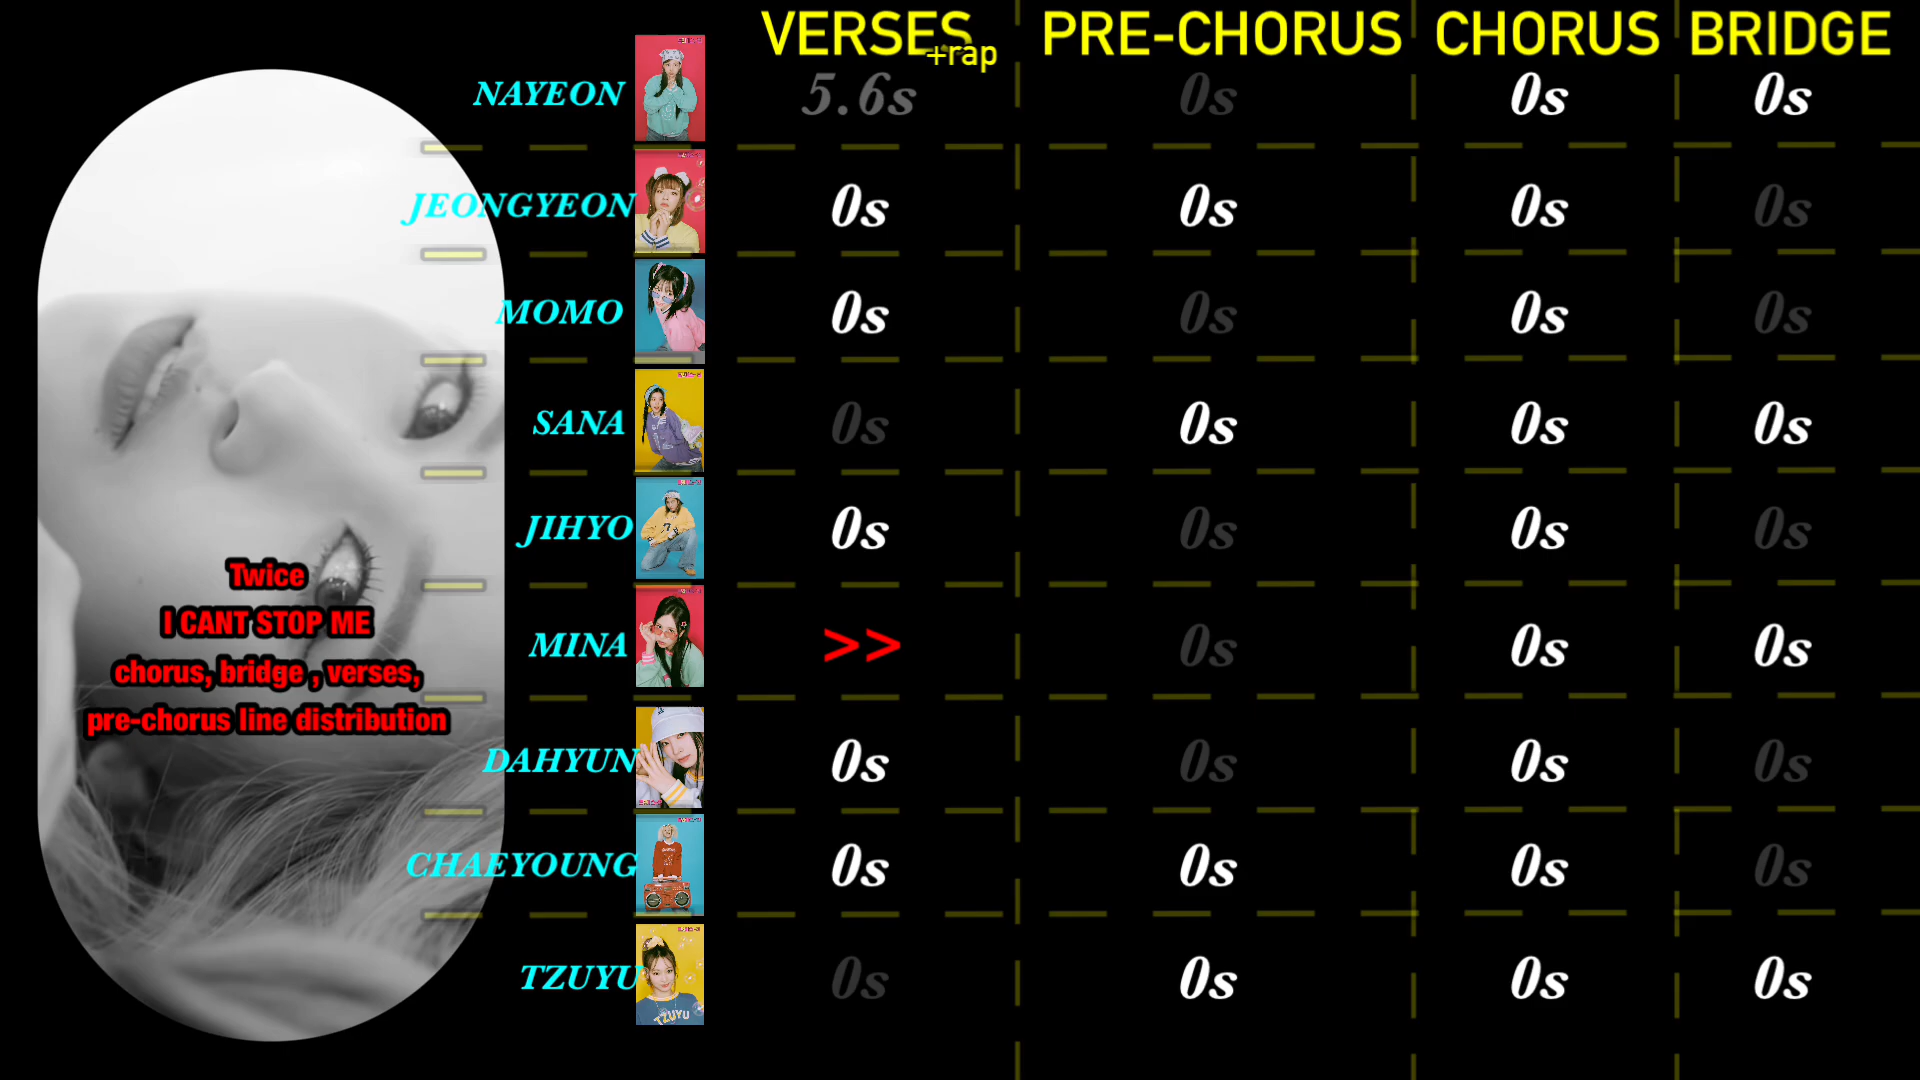 VERSES PRE-CHORUS CHORUS BRIDGE
+rap
NAYEON 5.6s 0s 0s 0s
JEONGYEON 0s 0s 0s 0s
MOMO 0s 0s 0s 0s
SANA 0s 0s 0s 0s
JIHYO 0s 0s 0s 0s
MINA >> 0s 0s 0s
DAHYUN 0s 0s 0s 0s
CHAEYOUNG 0s 0s 0s 0s
TZUYU 0s 0s 0s 0s
TZUYU
Twice
I CANT STOP ME
chorus, bridge , verses,
pre-chorus line distribution